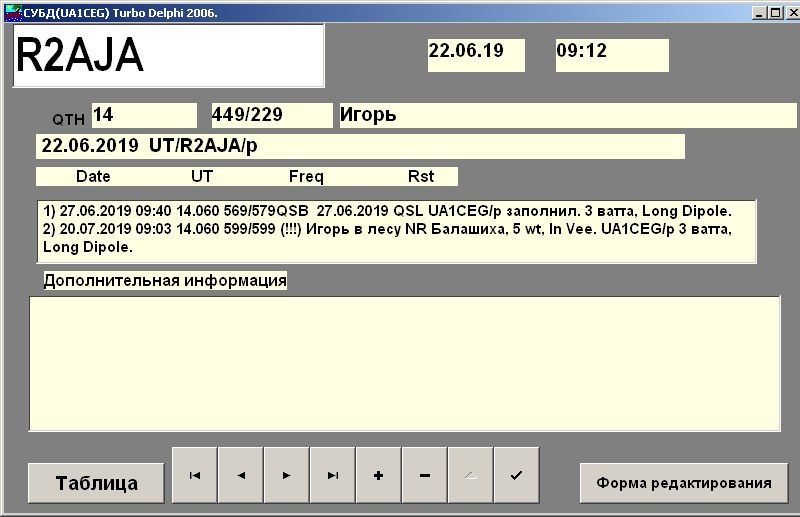 СУБД(UA1CEG) Turbo Delphi 2006.
R2AJA
22.06.19 09:12
QTH 14 449/229 Игорь
22.06.2019 UT/R2AJA/p
Date UT Freq Rst
1) 27.06.2019 09:40 14.060 569/579QSB 27.06.2019 QSL UA1CEG/p заполнил. 3 ватта, Long Dipole.
2) 20.07.2019 09:03 14.060 599/599 (!!!) Игорь в лесу NR Балашиха, 5 wt, In Vee. UA1CEG/p 3 ватта,
Long Dipole.
Дополнительная информация
Таблица
Форма редактирования